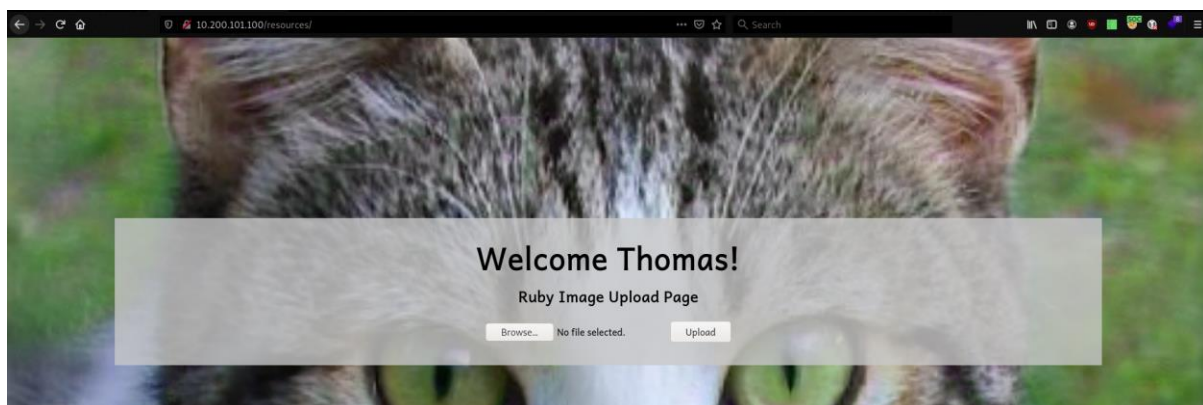 10.200.101.100/resources/
Search
Welcome Thomas!
Ruby Image Upload Page
Browse... No file selected. Upload